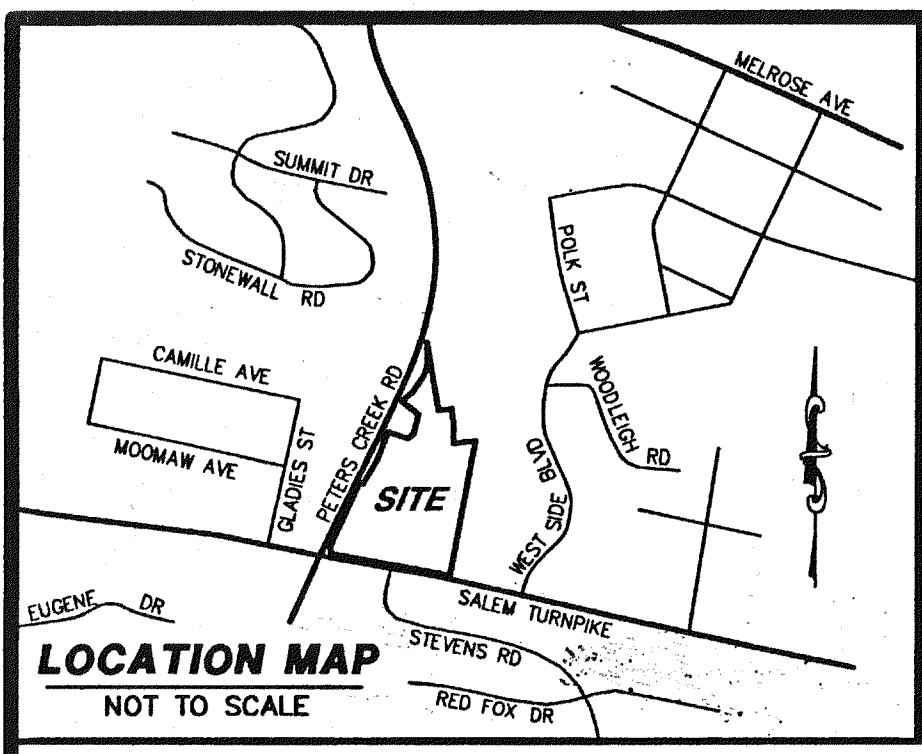 MELROSE AVE
SUMMIT DR
STONEWALL RD
POLK ST
CAMILLE AVE
MOOMAW AVE
GLADIES ST
PETERS CREEK RD
WOODLEIGH RD
WEST SIDE BLVD
SITE
SALEM TURNPIKE
EUGENE DR
STEVENS RD
RED FOX DR
LOCATION MAP
NOT TO SCALE